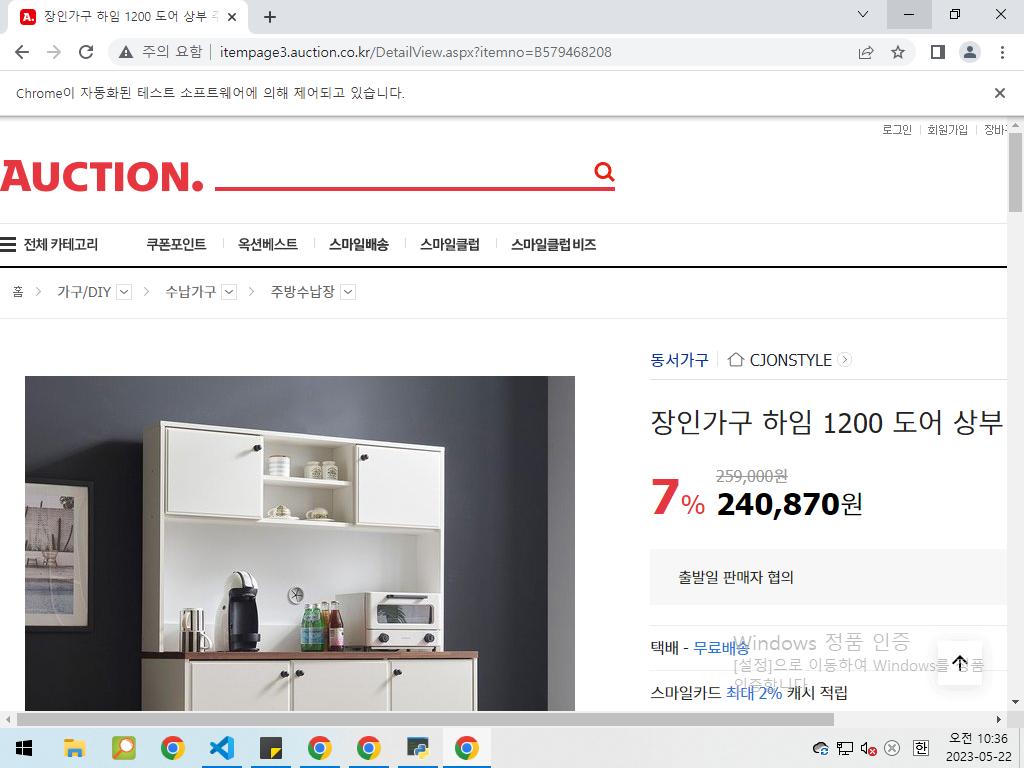 장인가구 하임 1200 도어 상부
주의 요함 itempage3.auction.co.kr/DetailView.aspx?itemno=B579468208
Chrome이 자동화된 테스트 소프트웨어에 의해 제어되고 있습니다.
로그인 회원가입 장바
AUCTION.
전체 카테고리 쿠폰포인트 옥션베스트 스마일배송 스마일클럽 스마일클럽 비즈
홈 가구/DIY 수납가구 주방수납장
동서가구 CJONSTYLE
장인가구 하임 1200 도어 상부
259,000원
7% 240,870원
출발일 판매자 협의
택배 - 무료배송
Windows 정품 인증
[설정]으로 이동하여 Windows를 정품
인증합니다.
스마일카드 최대 2% 캐시 적립
한
오전 10:36
2023-05-22